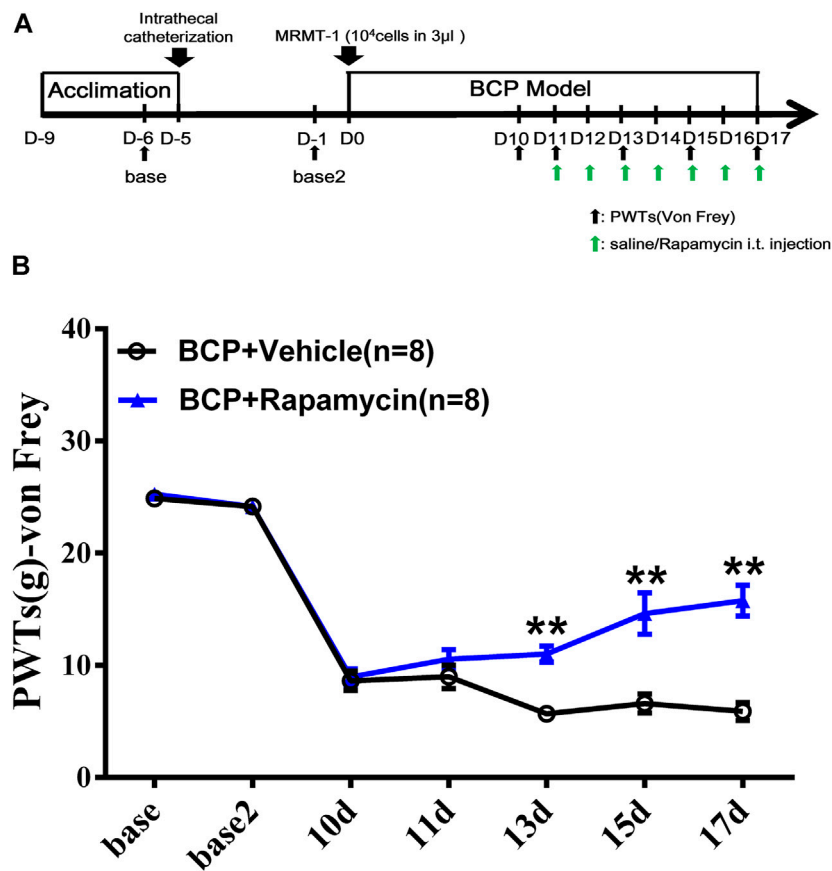 A
Intrathecal
catheterization
MRMT-1 (10⁴cells in 3µl )
Acclimation
BCP Model
D-9 D-6 D-5 D-1 D0 D10 D11 D12 D13 D14 D15 D16 D17
base base2
: PWTs(Von Frey)
: saline/Rapamycin i.t. injection
B
PWTs(g)-von Frey
40
30
20
10
0
BCP+Vehicle(n=8)
BCP+Rapamycin(n=8)
** ** **
base base2 10d 11d 13d 15d 17d